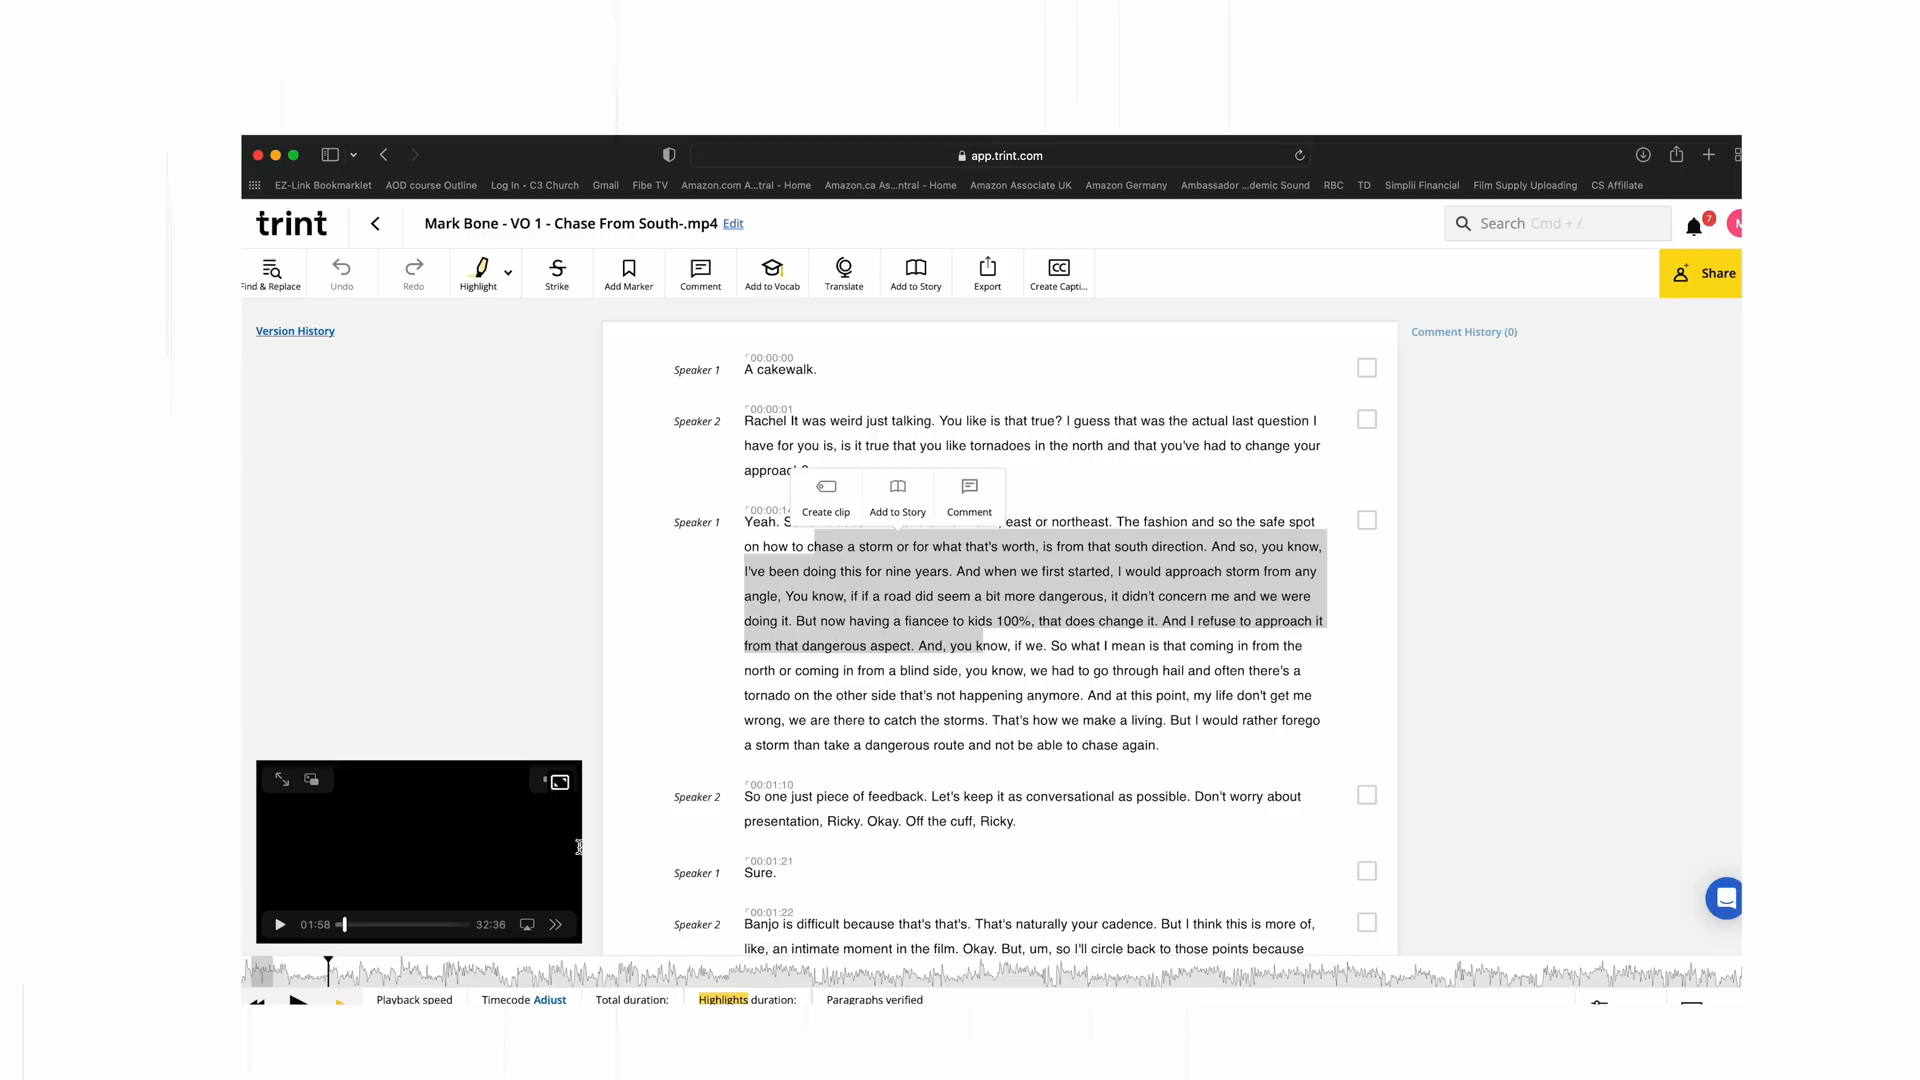 app.trint.com
EZ-Link Bookmarklet AOD course Outline Log In • C3 Church Gmail Fibe TV Amazon.com A...tral - Home Amazon.ca As...ntral - Home Amazon Associate UK Amazon Germany Ambassador ...demic Sound RBC TD Simplii Financial Film Supply Uploading CS Affiliate
trint Mark Bone - VO 1 - Chase From South-.mp4 Edit Search Cmd + / 7
Find & Replace Undo Redo Highlight Strike Add Marker Comment Add to Vocab Translate Add to Story Export CC Create Capti... Share
Version History
Comment History (0)
00:00:00
Speaker 1 A cakewalk.
00:00:01
Speaker 2 Rachel It was weird just talking. You like is that true? I guess that was the actual last question I
have for you is, is it true that you like tornadoes in the north and that you've had to change your
Create clip Add to Story Comment
Speaker 1 Yeah. east or northeast. The fashion and so the safe spot
on how to chase a storm or for what that's worth, is from that south direction. And so, you know,
I've been doing this for nine years. And when we first started, I would approach storm from any
angle, You know, if if a road did seem a bit more dangerous, it didn't concern me and we were
doing it. But now having a fiancee to kids 100%, that does change it. And I refuse to approach it
from that dangerous aspect. And, you know, if we. So what I mean is that coming in from the
north or coming in from a blind side, you know, we had to go through hail and often there's a
tornado on the other side that's not happening anymore. And at this point, my life don't get me
wrong, we are there to catch the storms. That's how we make a living. But I would rather forego
a storm than take a dangerous route and not be able to chase again.
00:01:10
Speaker 2 So one just piece of feedback. Let's keep it as conversational as possible. Don't worry about
presentation, Ricky. Okay. Off the cuff, Ricky.
00:01:21
Speaker 1 Sure.
00:01:22
Speaker 2 Banjo is difficult because that's that's. That's naturally your cadence. But I think this is more of,
like, an intimate moment in the film. Okay. But, um, so I'll circle back to those points because
01:58 32:36
Playback speed Timecode Adjust Total duration: Highlights duration: Paragraphs verified